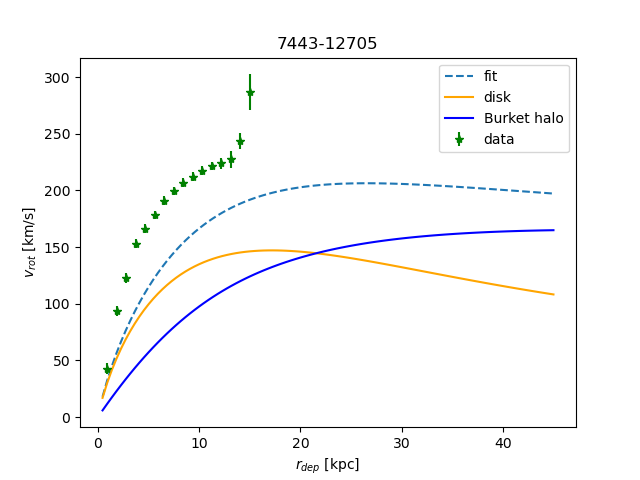 7443-12705
fit
disk
Burket halo
data
300
250
200
150
100
50
0
v_rot [km/s]
0 10 20 30 40
r_dep [kpc]